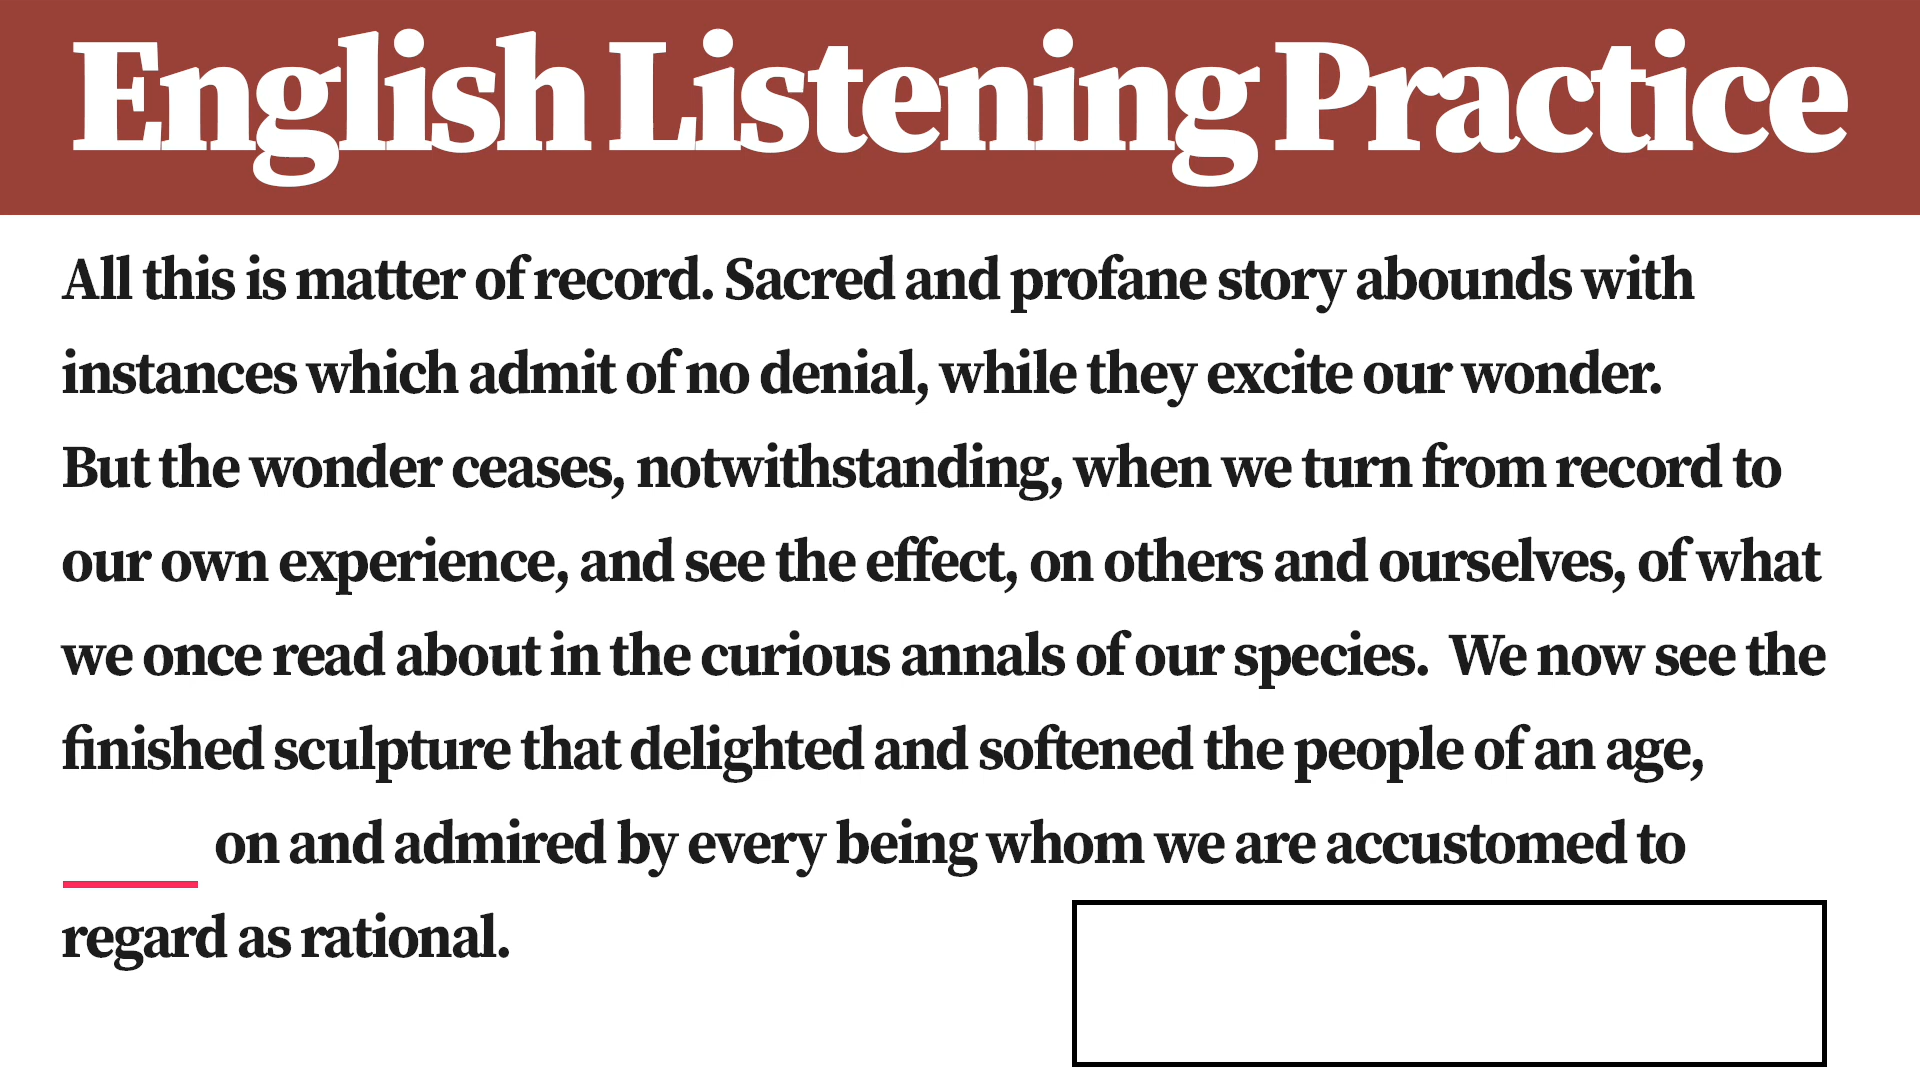 English Listening Practice
All this is matter of record. Sacred and profane story abounds with
instances which admit of no denial, while they excite our wonder.
But the wonder ceases, notwithstanding, when we turn from record to
our own experience, and see the effect, on others and ourselves, of what
we once read about in the curious annals of our species.  We now see the
finished sculpture that delighted and softened the people of an age,
on and admired by every being whom we are accustomed to
regard as rational.